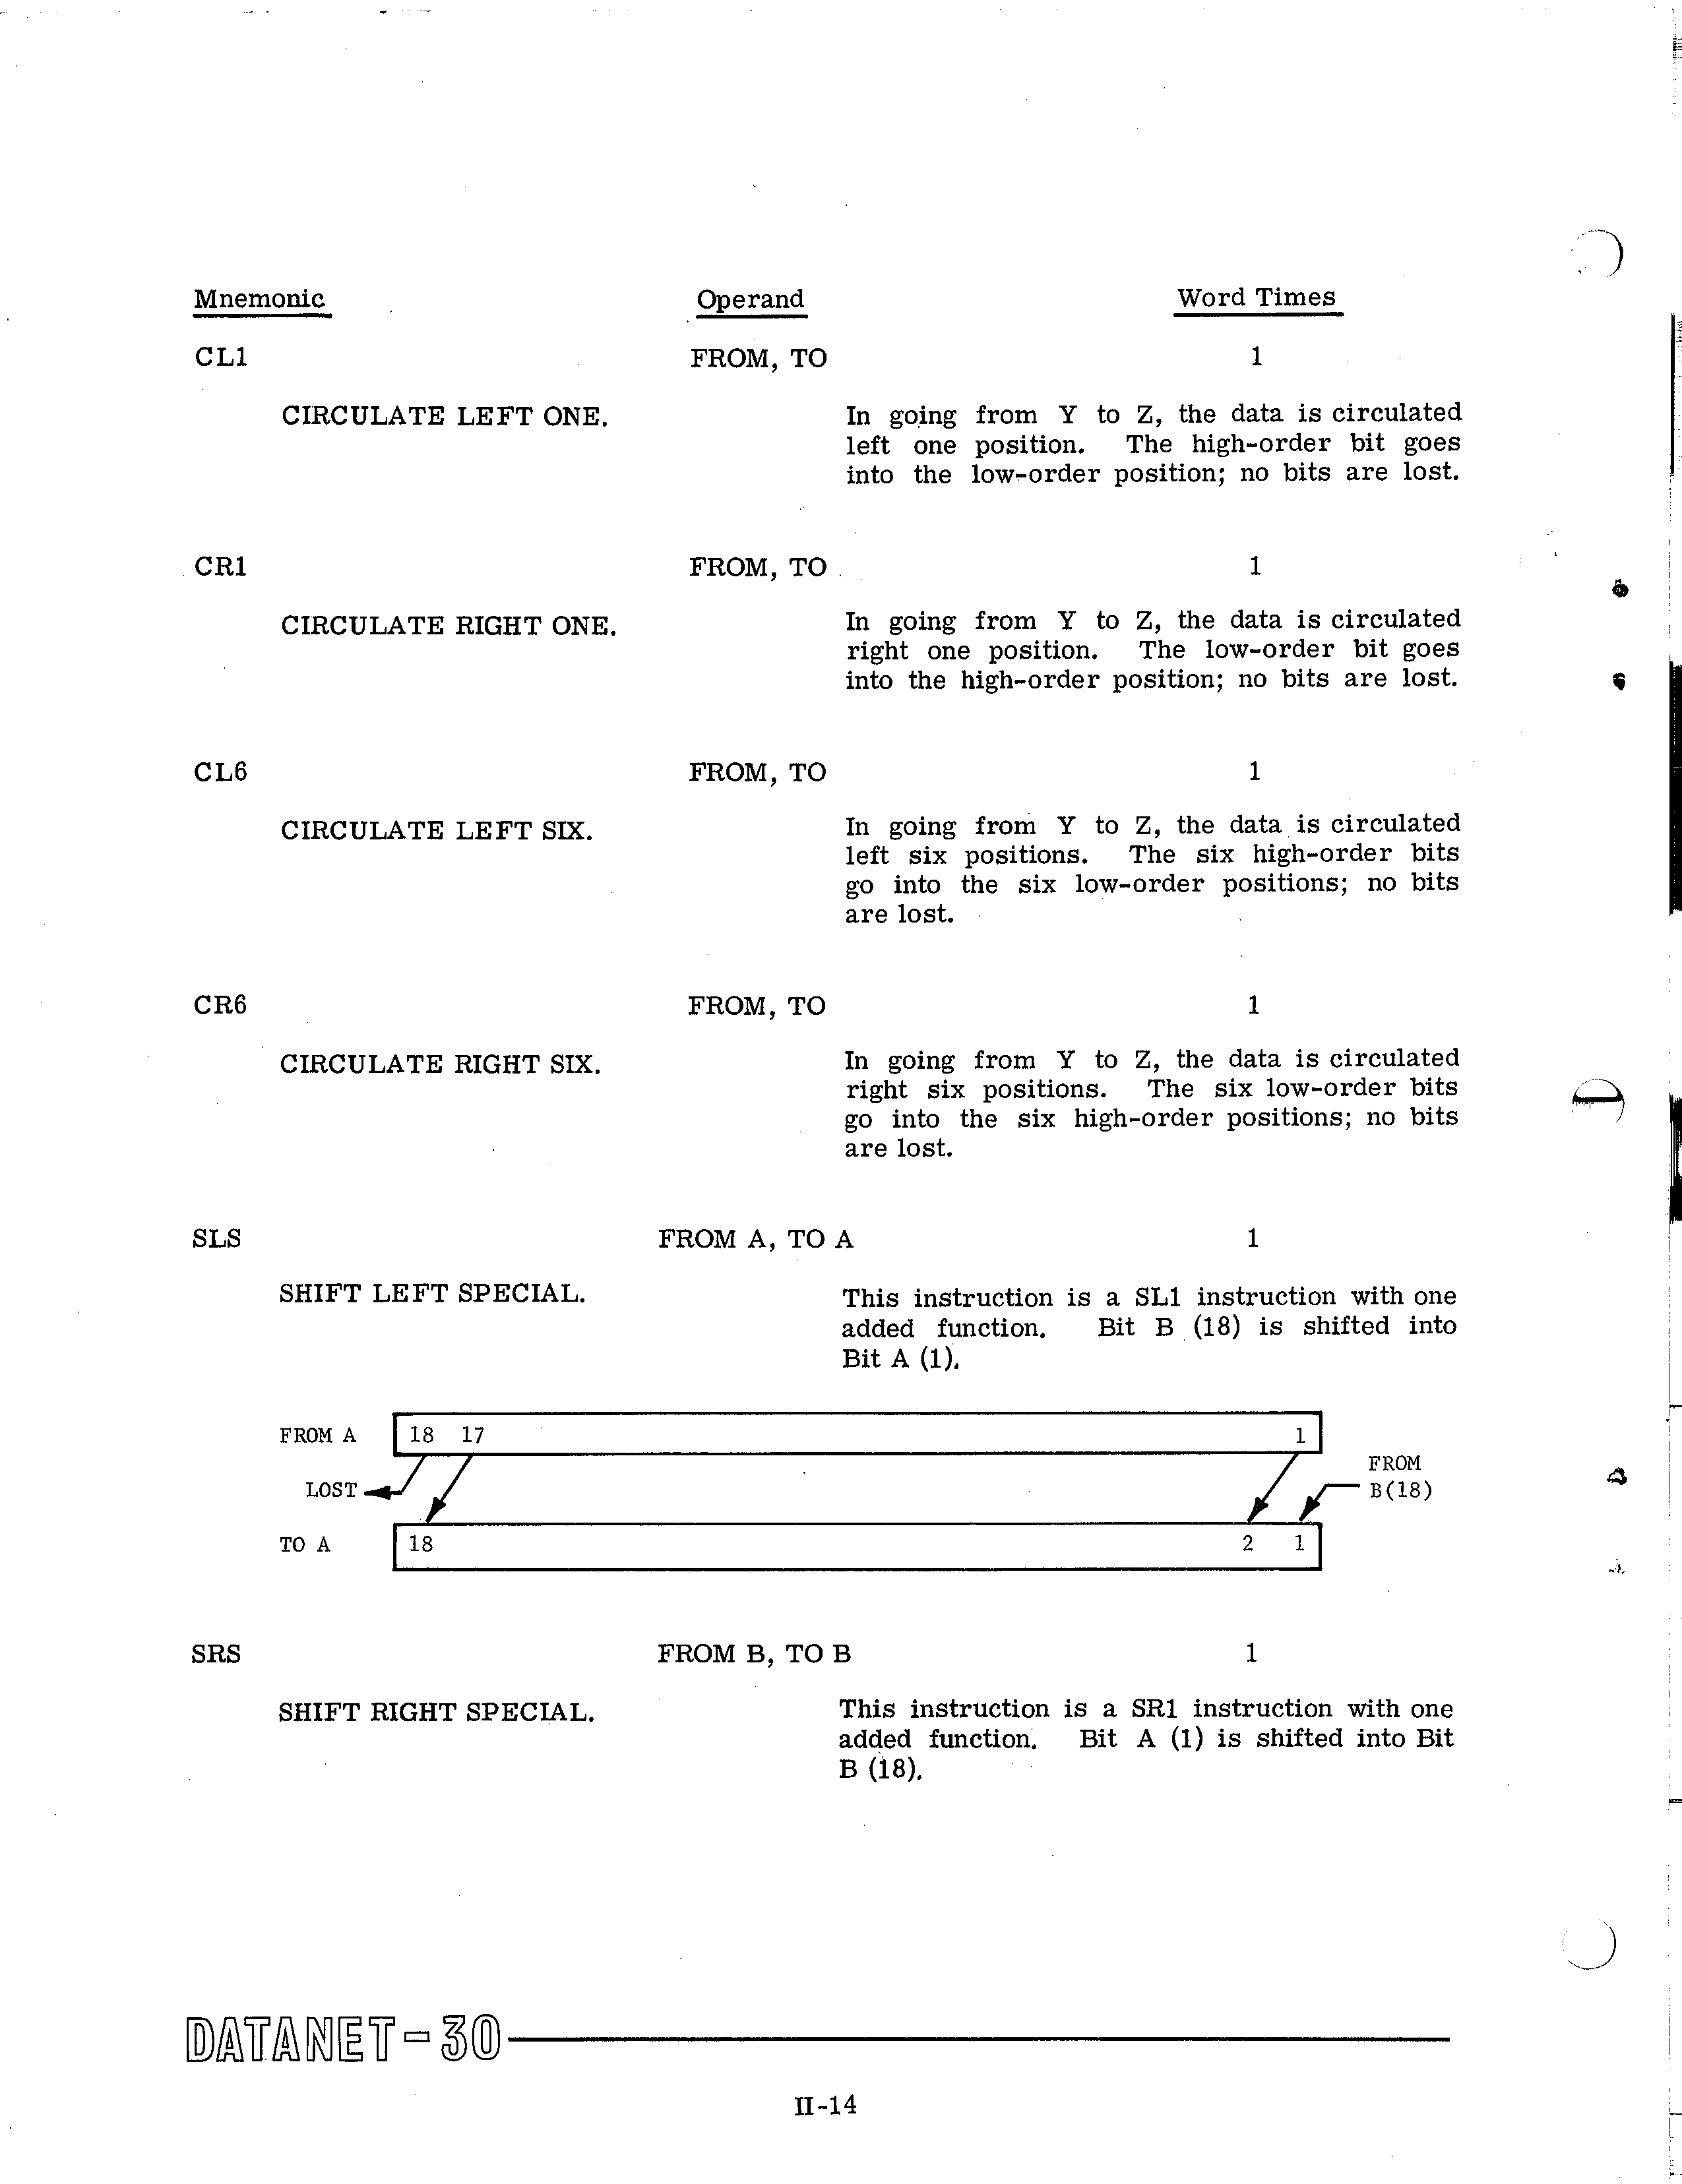 Mnemonic Operand Word Times
CL1 FROM, TO 1
CIRCULATE LEFT ONE. In going from Y to Z, the data is circulated
left one position. The high-order bit goes
into the low-order position; no bits are lost.
CR1 FROM, TO 1
CIRCULATE RIGHT ONE. In going from Y to Z, the data is circulated
right one position. The low-order bit goes
into the high-order position; no bits are lost.
CL6 FROM, TO 1
CIRCULATE LEFT SIX. In going from Y to Z, the data is circulated
left six positions. The six high-order bits
go into the six low-order positions; no bits
are lost.
CR6 FROM, TO 1
CIRCULATE RIGHT SIX. In going from Y to Z, the data is circulated
right six positions. The six low-order bits
go into the six high-order positions; no bits
are lost.
SLS FROM A, TO A 1
SHIFT LEFT SPECIAL. This instruction is a SL1 instruction with one
added function. Bit B (18) is shifted into
Bit A (1).
FROM A 18 17 1
FROM
LOST B(18)
TO A 18 2 1
SRS FROM B, TO B 1
SHIFT RIGHT SPECIAL. This instruction is a SR1 instruction with one
added function. Bit A (1) is shifted into Bit
B (18).
DATANET-30
II-14